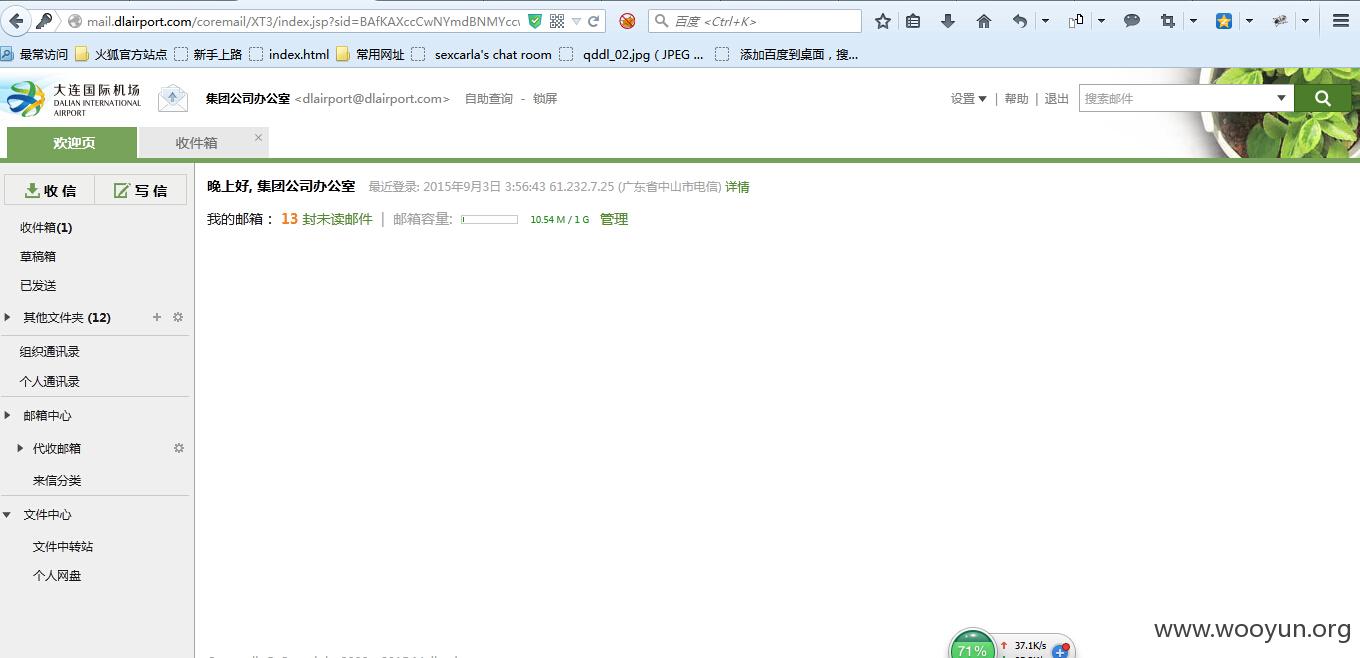 mail.dlairport.com/coremail/XT3/index.jsp?sid=BAfKAXccCwNYmdBNMYcc
百度 <Ctrl+K>
最常访问 火狐官方站点 新手上路 index.html 常用网址 sexcarla's chat room qddl_02.jpg ( JPEG ... 添加百度到桌面，搜...
大连国际机场
DALIAN INTERNATIONAL
AIRPORT
集团公司办公室 <dlairport@dlairport.com> 自助查询 - 锁屏
设置 | 帮助 | 退出 搜索邮件
欢迎页 收件箱
收信 写信
晚上好, 集团公司办公室 最近登录: 2015年9月3日 3:56:43 61.232.7.25 (广东省中山市电信) 详情
我的邮箱： 13 封未读邮件 | 邮箱容量: 10.54 M / 1 G 管理
收件箱(1)
草稿箱
已发送
其他文件夹 (12)
组织通讯录
个人通讯录
邮箱中心
代收邮箱
来信分类
文件中心
文件中转站
个人网盘
www.wooyun.org
71% 37.1K/s